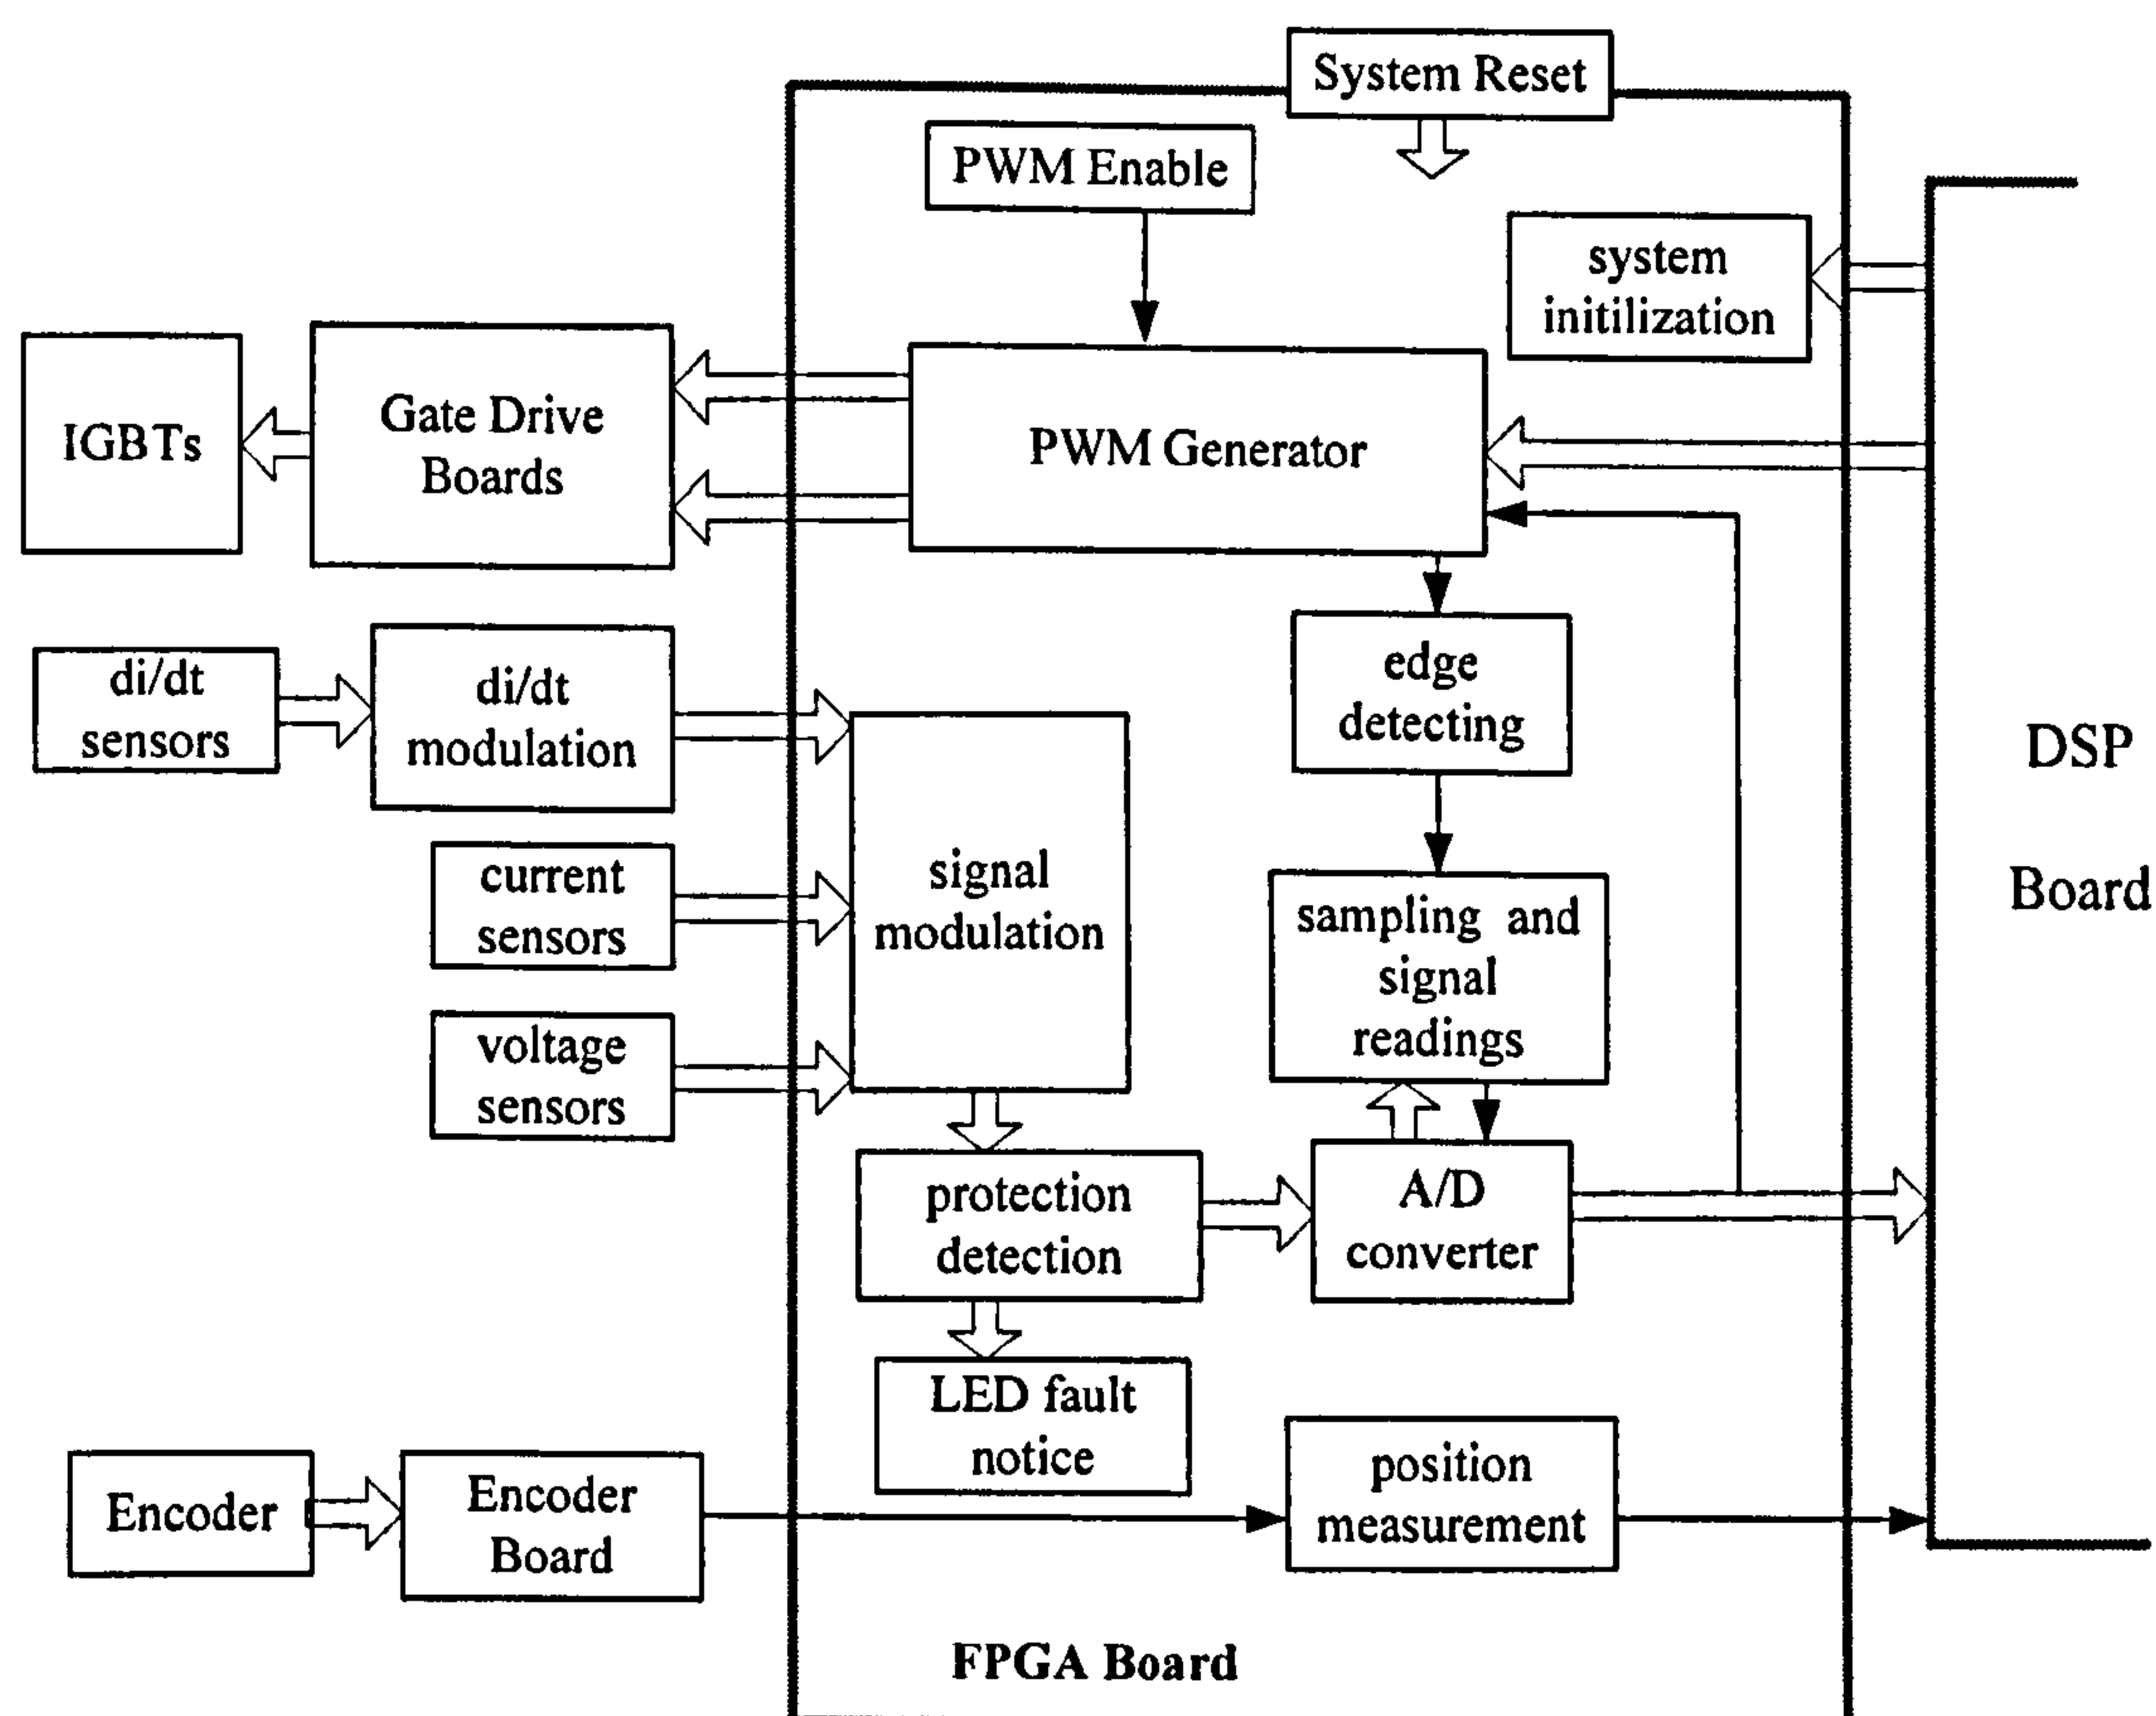 System Reset
PWM Enable
system
initilization
IGBTs
Gate Drive
Boards
PWM Generator
di/dt
sensors
di/dt
modulation
edge
detecting
DSP
Board
current
sensors
signal
modulation
sampling and
signal
readings
voltage
sensors
protection
detection
A/D
converter
LED fault
notice
Encoder
Encoder
Board
position
measurement
FPGA Board